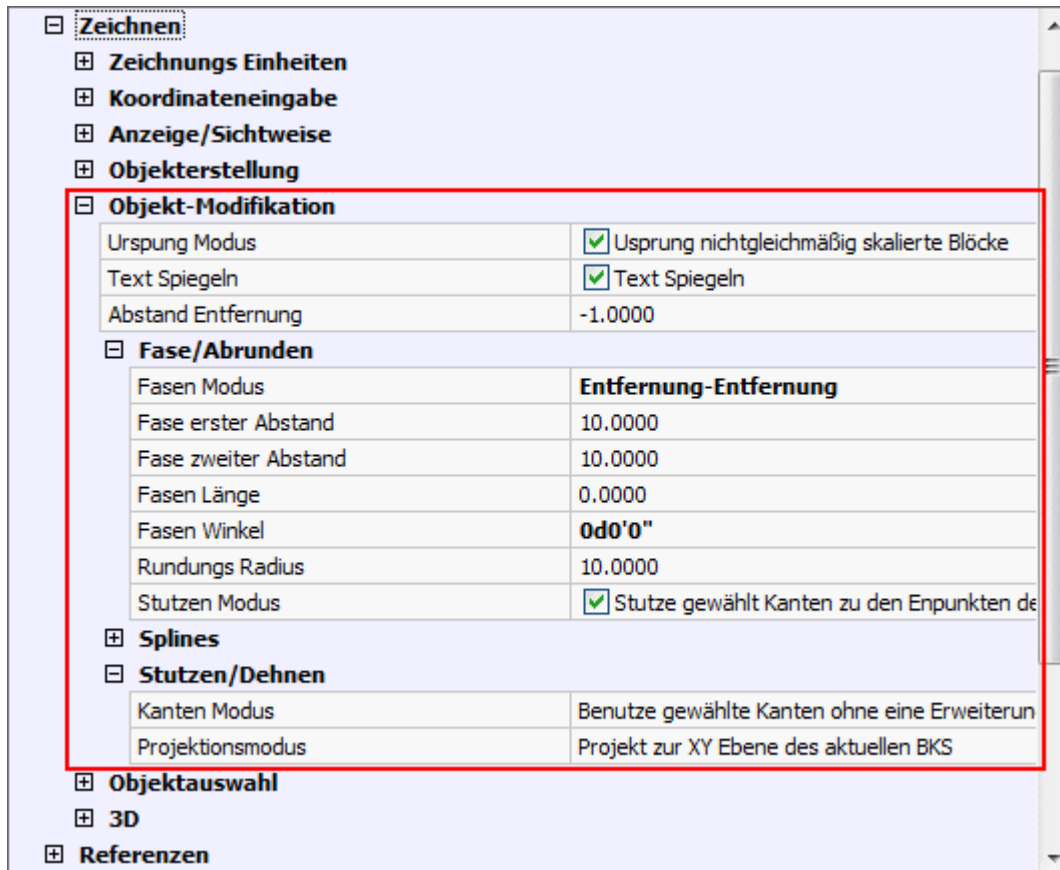 Zeichnen
Zeichnungs Einheiten
Koordinateneingabe
Anzeige/Sichtweise
Objekterstellung
Objekt-Modifikation
Urspung Modus Usprung nichtgleichmäßig skalierte Blöcke
Text Spiegeln Text Spiegeln
Abstand Entfernung -1.0000
Fase/Abrunden
Fasen Modus Entfernung-Entfernung
Fase erster Abstand 10.0000
Fase zweiter Abstand 10.0000
Fasen Länge 0.0000
Fasen Winkel 0d0'0"
Rundungs Radius 10.0000
Stutzen Modus Stutze gewählt Kanten zu den Enpunkten de
Splines
Stutzen/Dehnen
Kanten Modus Benutze gewählte Kanten ohne eine Erweiterun
Projektionsmodus Projekt zur XY Ebene des aktuellen BKS
Objektauswahl
3D
Referenzen